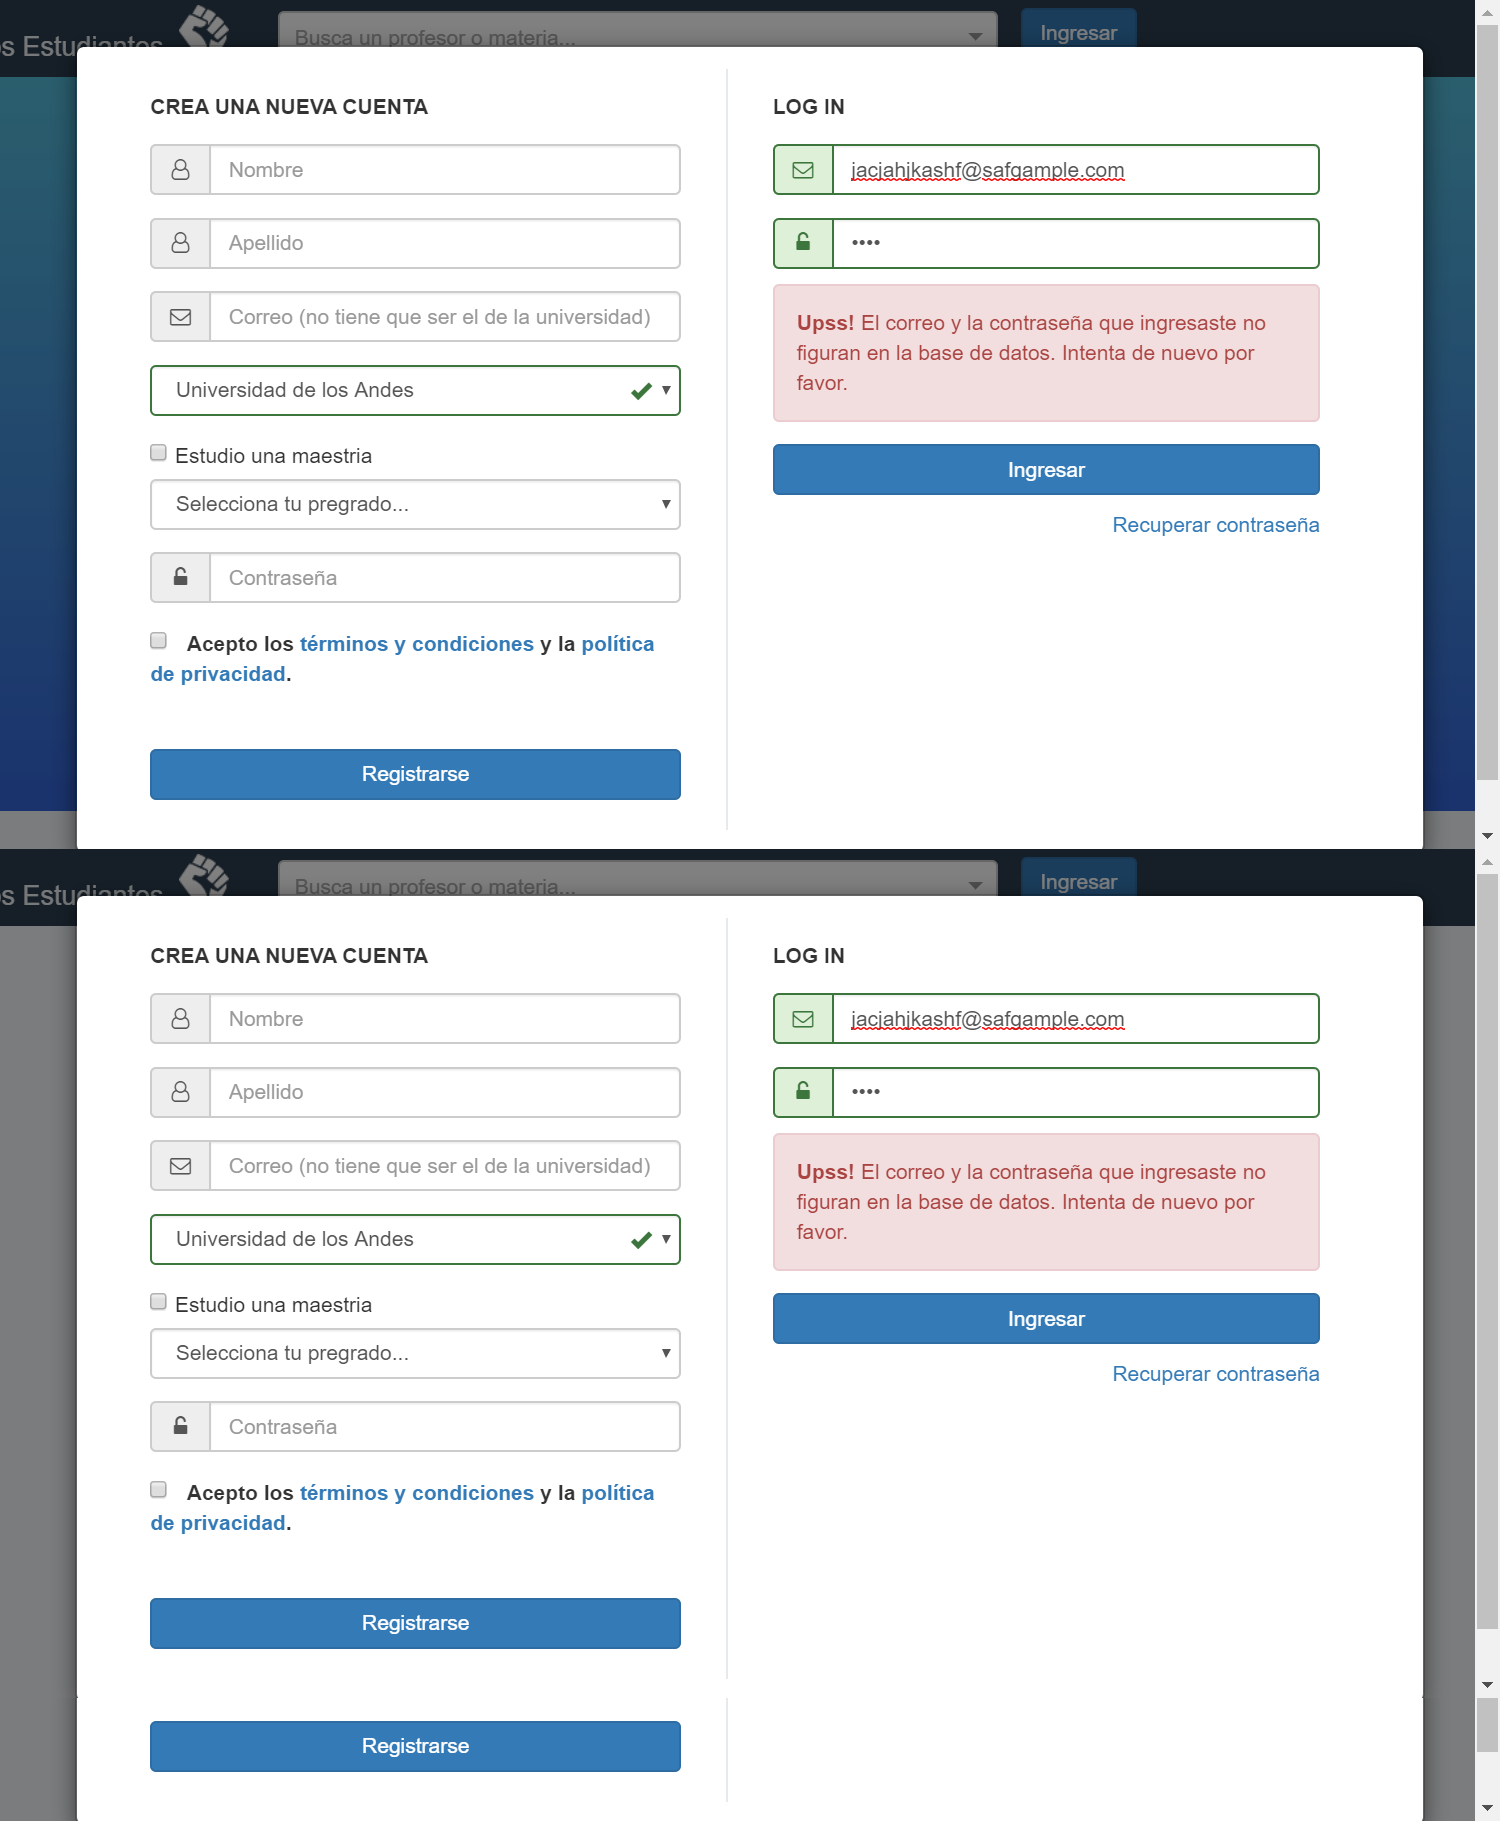 s Estudiantes
Busca un profesor o materia...
Ingresar
CREA UNA NUEVA CUENTA
Nombre
Apellido
Correo (no tiene que ser el de la universidad)
Universidad de los Andes
Estudio una maestria
Selecciona tu pregrado...
Contraseña
Acepto los términos y condiciones y la política
de privacidad.
Registrarse
LOG IN
jacjahjkashf@safgample.com
••••
Upss! El correo y la contraseña que ingresaste no
figuran en la base de datos. Intenta de nuevo por
favor.
Ingresar
Recuperar contraseña
os Estudiantes
Busca un profesor o materia...
Ingresar
CREA UNA NUEVA CUENTA
Nombre
Apellido
Correo (no tiene que ser el de la universidad)
Universidad de los Andes
Estudio una maestria
Selecciona tu pregrado...
Contraseña
Acepto los términos y condiciones y la política
de privacidad.
Registrarse
LOG IN
jacjahjkashf@safgample.com
••••
Upss! El correo y la contraseña que ingresaste no
figuran en la base de datos. Intenta de nuevo por
favor.
Ingresar
Recuperar contraseña
Registrarse